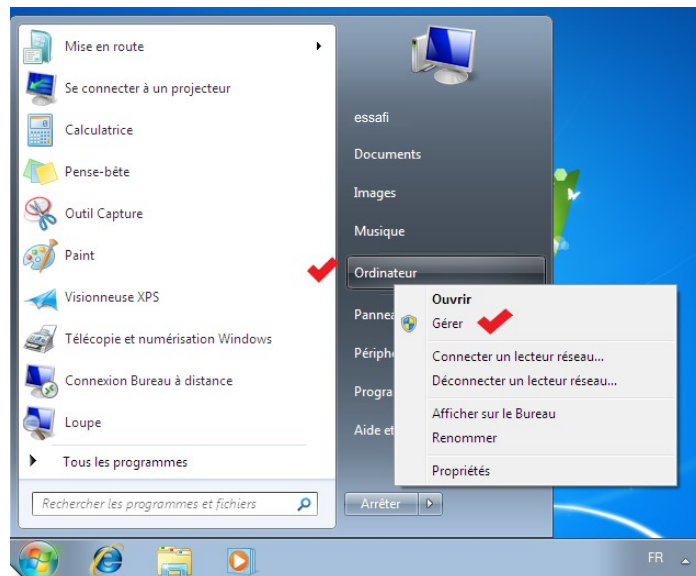 Mise en route
Se connecter à un projecteur
Calculatrice
Pense-bête
Outil Capture
Paint
Visionneuse XPS
Télécopie et numérisation Windows
Connexion Bureau à distance
Loupe
Tous les programmes
Rechercher les programmes et fichiers
essafi
Documents
Images
Musique
Ordinateur
Aide et
Arrêter
Ouvrir
Gérer
Connecter un lecteur réseau...
Déconnecter un lecteur réseau...
Afficher sur le Bureau
Renommer
Propriétés
FR